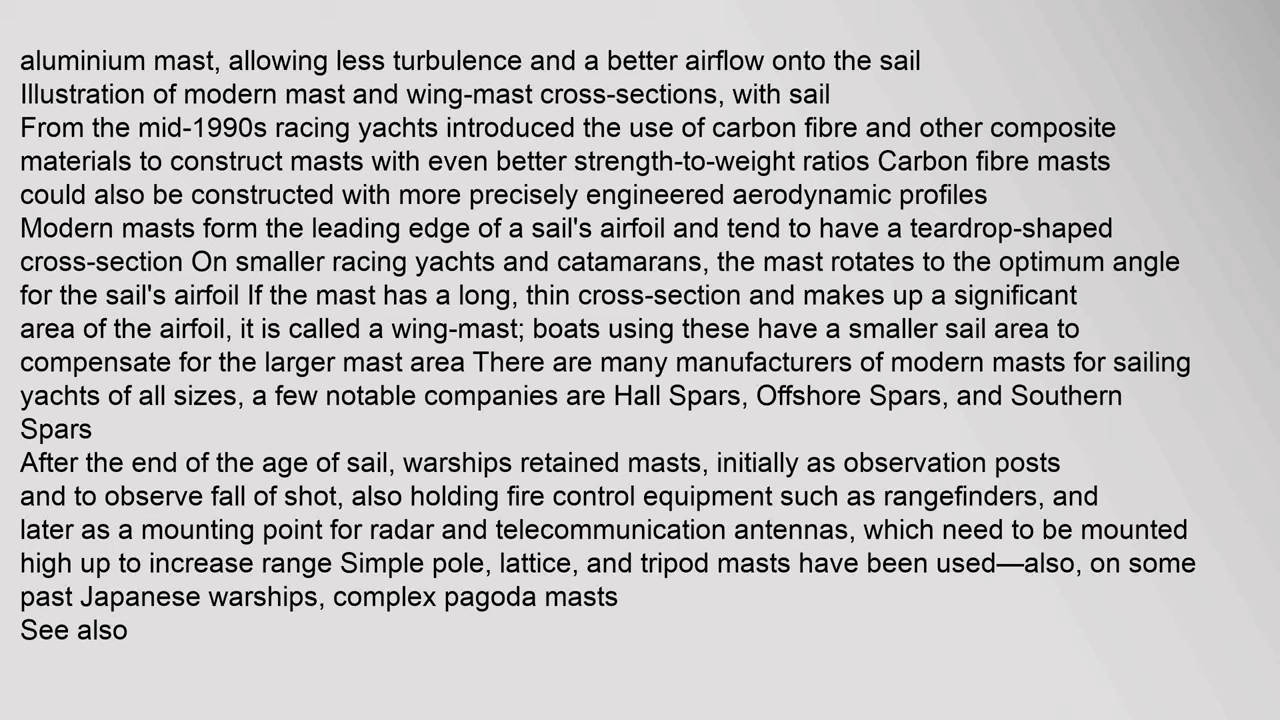 aluminium mast, allowing less turbulence and a better airflow onto the sail
Illustration of modern mast and wing-mast cross-sections, with sail
From the mid-1990s racing yachts introduced the use of carbon fibre and other composite
materials to construct masts with even better strength-to-weight ratios Carbon fibre masts
could also be constructed with more precisely engineered aerodynamic profiles
Modern masts form the leading edge of a sail's airfoil and tend to have a teardrop-shaped
cross-section On smaller racing yachts and catamarans, the mast rotates to the optimum angle
for the sail's airfoil If the mast has a long, thin cross-section and makes up a significant
area of the airfoil, it is called a wing-mast; boats using these have a smaller sail area to
compensate for the larger mast area There are many manufacturers of modern masts for sailing
yachts of all sizes, a few notable companies are Hall Spars, Offshore Spars, and Southern
Spars
After the end of the age of sail, warships retained masts, initially as observation posts
and to observe fall of shot, also holding fire control equipment such as rangefinders, and
later as a mounting point for radar and telecommunication antennas, which need to be mounted
high up to increase range Simple pole, lattice, and tripod masts have been used—also, on some
past Japanese warships, complex pagoda masts
See also